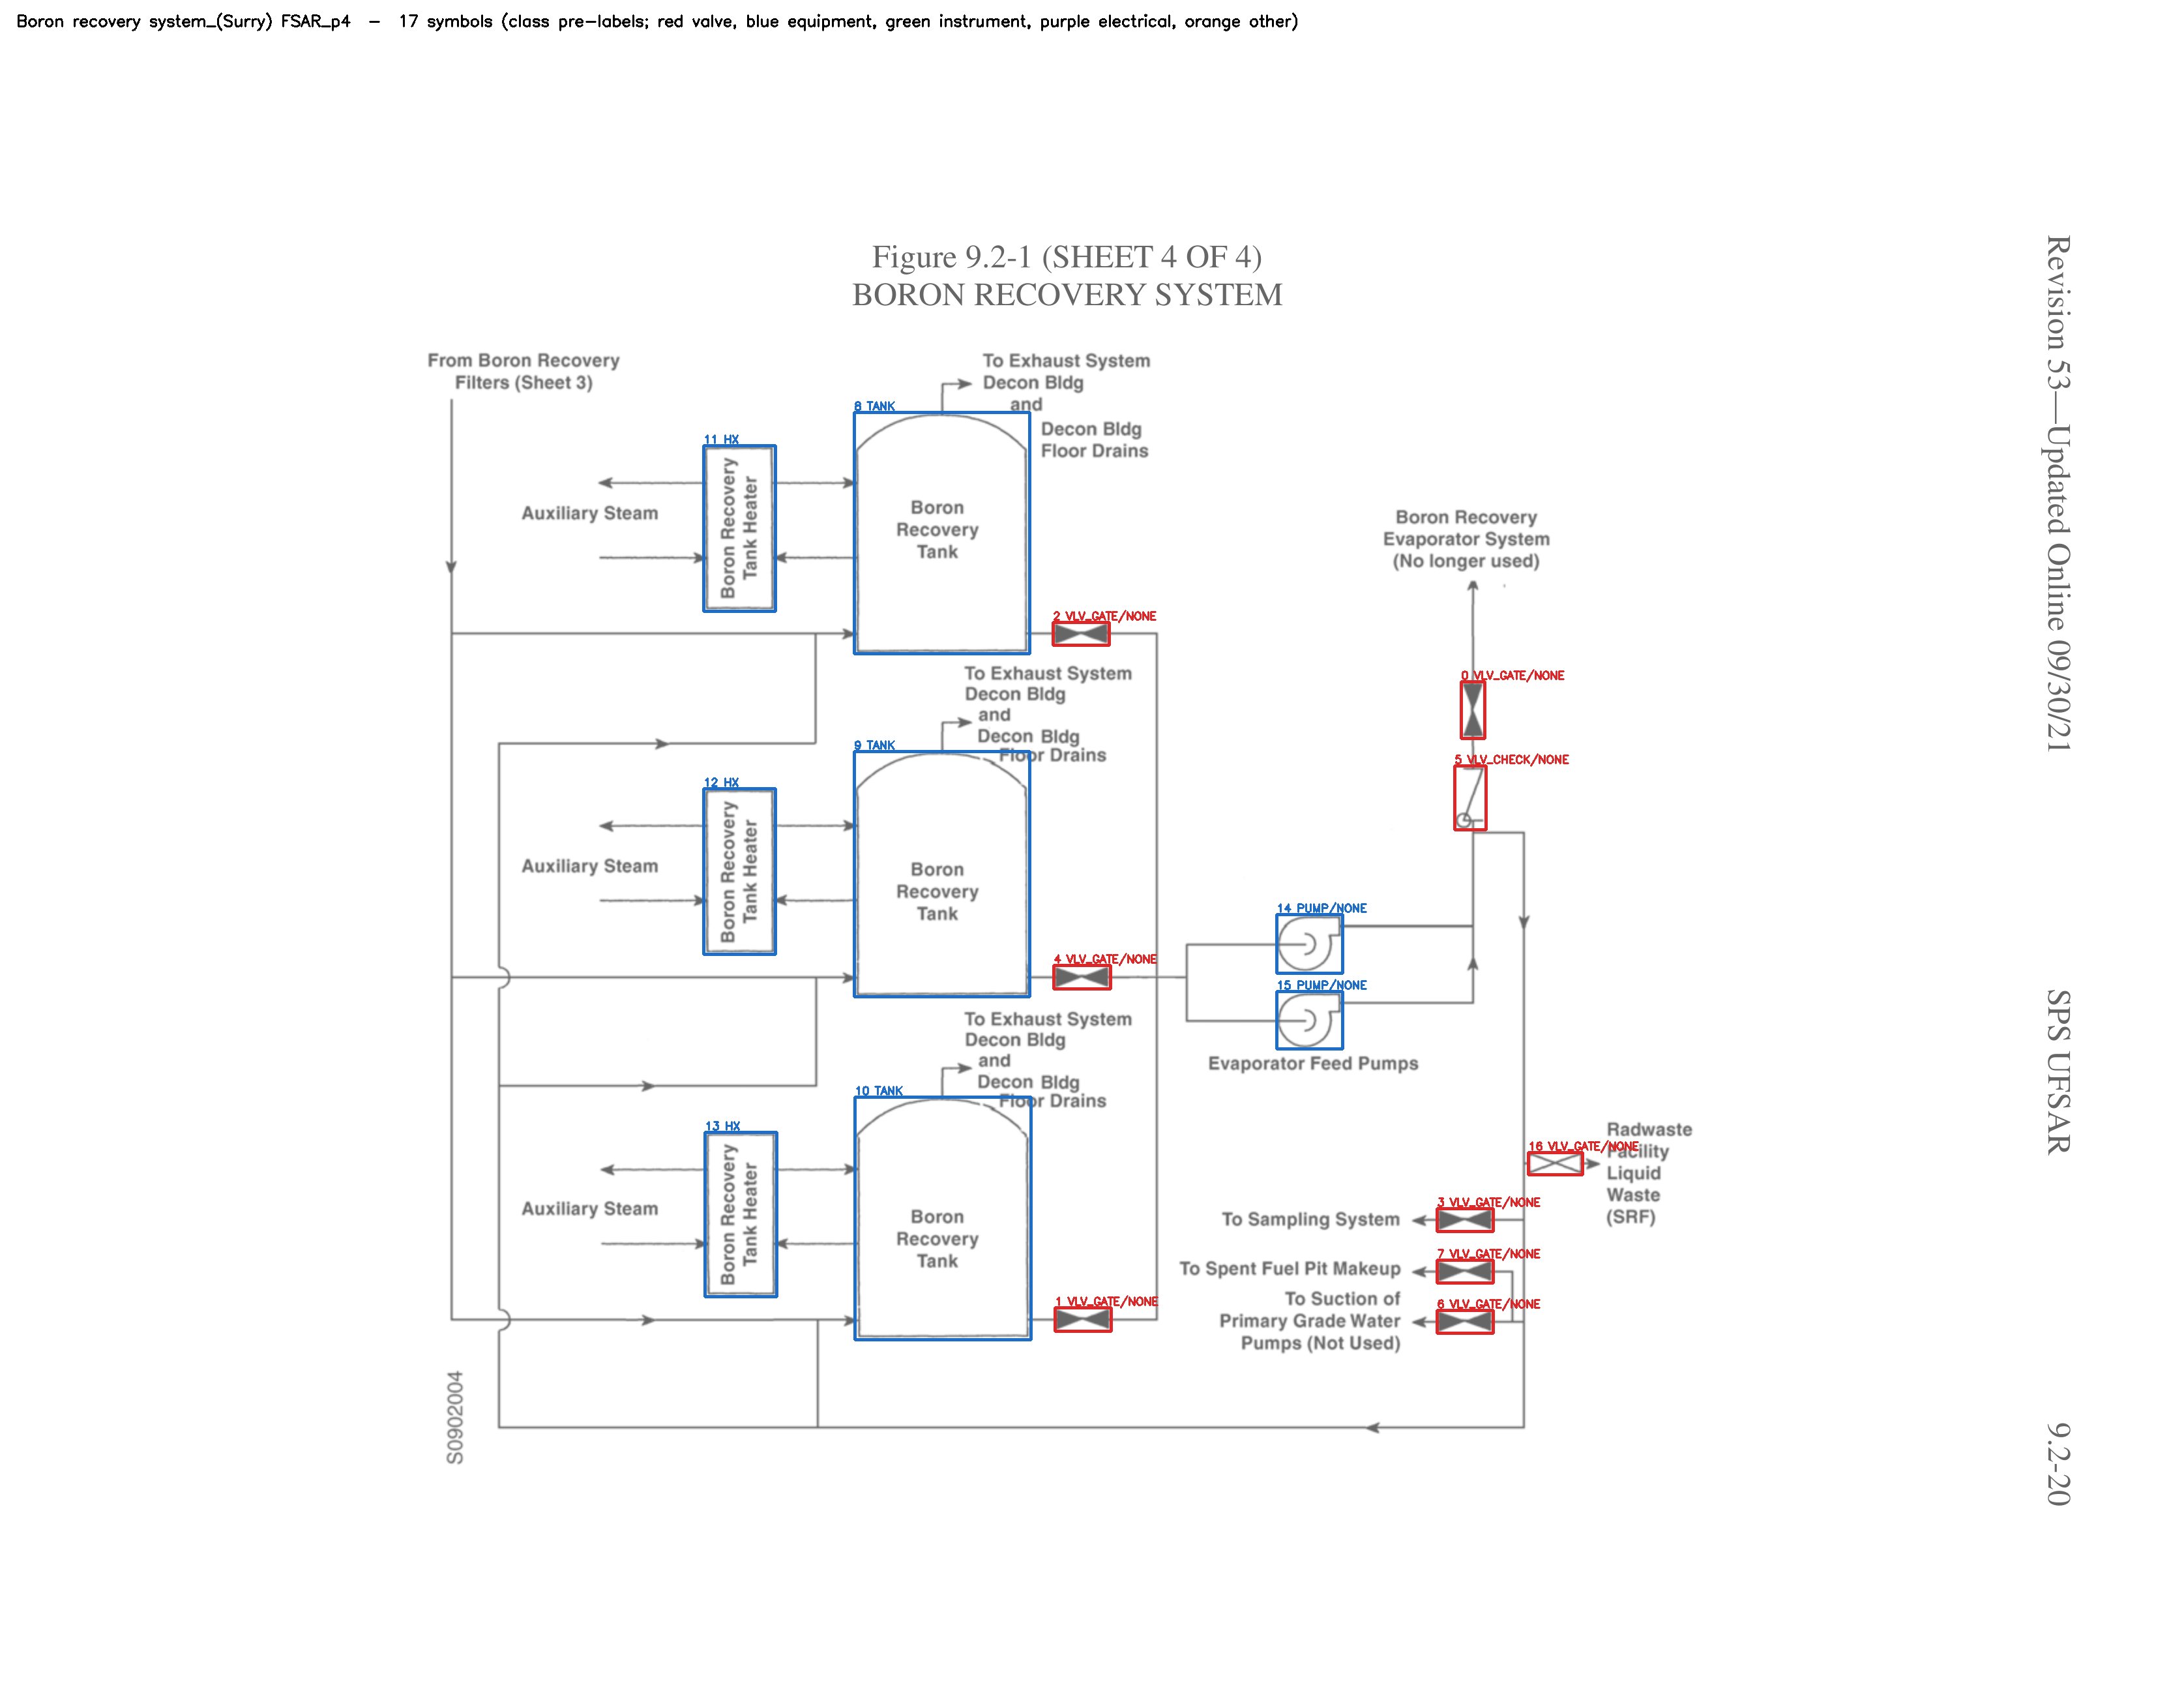 Boron recovery system_(Surry) FSAR_p4 – 17 symbols (class pre-labels; red valve, blue equipment, green instrument, purple electrical, orange other)
Figure 9.2-1 (SHEET 4 OF 4)
BORON RECOVERY SYSTEM
From Boron Recovery
Filters (Sheet 3)
To Exhaust System
Decon Bldg
and
Decon Bldg
Floor Drains
8 TANK
11 HX
Boron Recovery
Tank Heater
Auxiliary Steam
Boron
Recovery
Tank
2 VLV_GATE/NONE
To Exhaust System
Decon Bldg
and
Decon Bldg
Floor Drains
9 TANK
12 HX
Boron Recovery
Tank Heater
Auxiliary Steam
Boron
Recovery
Tank
4 VLV_GATE/NONE
To Exhaust System
Decon Bldg
and
Decon Bldg
Floor Drains
10 TANK
13 HX
Boron Recovery
Tank Heater
Auxiliary Steam
Boron
Recovery
Tank
1 VLV_GATE/NONE
Boron Recovery
Evaporator System
(No longer used)
0 VLV_GATE/NONE
5 VLV_CHECK/NONE
14 PUMP/NONE
15 PUMP/NONE
Evaporator Feed Pumps
16 VLV_GATE/NONE
Radwaste
Facility
Liquid
Waste
(SRF)
3 VLV_GATE/NONE
To Sampling System
7 VLV_GATE/NONE
To Spent Fuel Pit Makeup
6 VLV_GATE/NONE
To Suction of
Primary Grade Water
Pumps (Not Used)
S0902004
Revision 53—Updated Online 09/30/21
SPS UFSAR
9.2-20